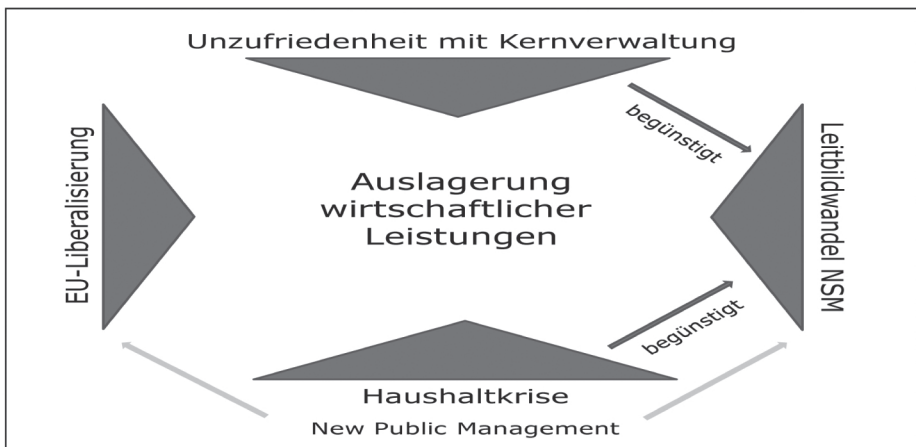 Unzufriedenheit mit Kernverwaltung
begünstigt
EU-Liberalisierung
Auslagerung
wirtschaftlicher
Leistungen
Leitbildwandel NSM
begünstigt
Haushaltkrise
New Public Management